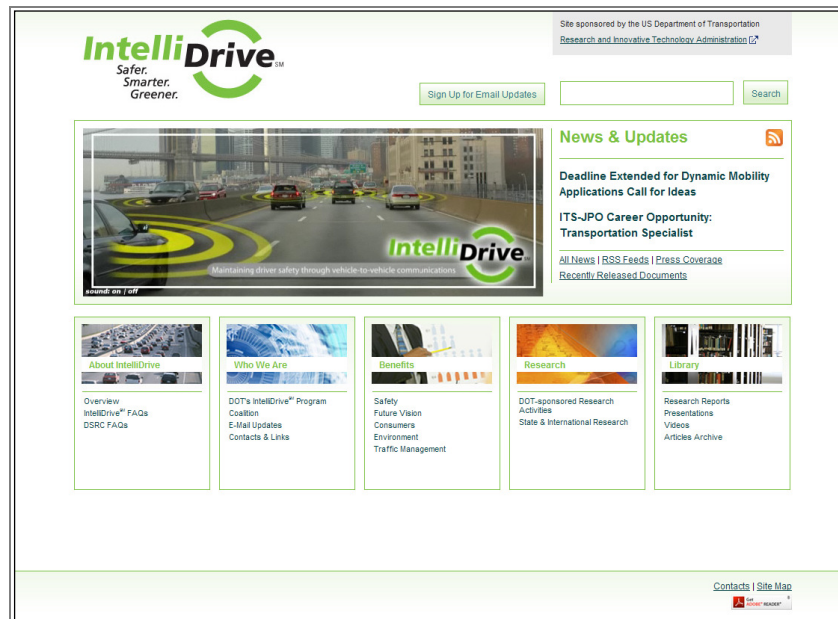 Site sponsored by the US Department of Transportation
Research and Innovative Technology Administration
IntelliDrive SM
Safer.
Smarter.
Greener.
Sign Up for Email Updates
Search
News & Updates
Deadline Extended for Dynamic Mobility
Applications Call for Ideas
ITS-JPO Career Opportunity:
Transportation Specialist
All News | RSS Feeds | Press Coverage
Recently Released Documents
IntelliDrive
Maintaining driver safety through vehicle-to-vehicle communications
sound: on / off
About IntelliDrive
Overview
IntelliDrive℠ FAQs
DSRC FAQs
Who We Are
DOT's IntelliDrive℠ Program
Coalition
E-Mail Updates
Contacts & Links
Benefits
Safety
Future Vision
Consumers
Environment
Traffic Management
Research
DOT-sponsored Research
Activities
State & International Research
Library
Research Reports
Presentations
Videos
Articles Archive
Contacts | Site Map
Get
ADOBE® READER®